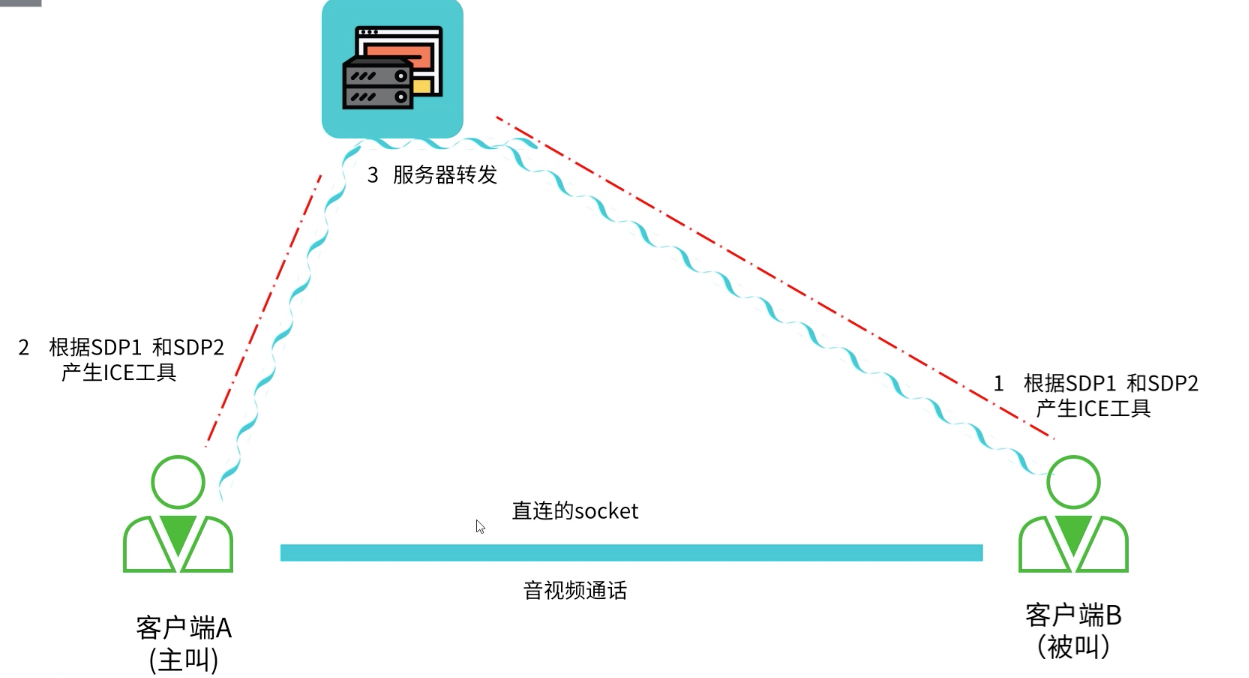 3 服务器转发
2 根据SDP1 和SDP2
产生ICE工具
1 根据SDP1 和SDP2
产生ICE工具
直连的socket
音视频通话
客户端A
(主叫)
客户端B
（被叫）